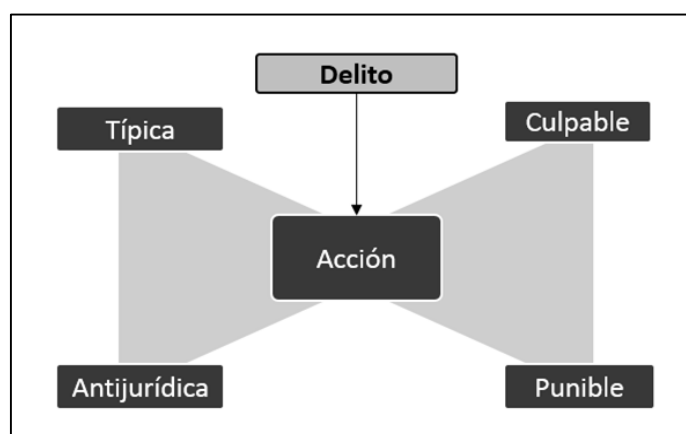 Delito
Típica
Culpable
Acción
Antijurídica
Punible